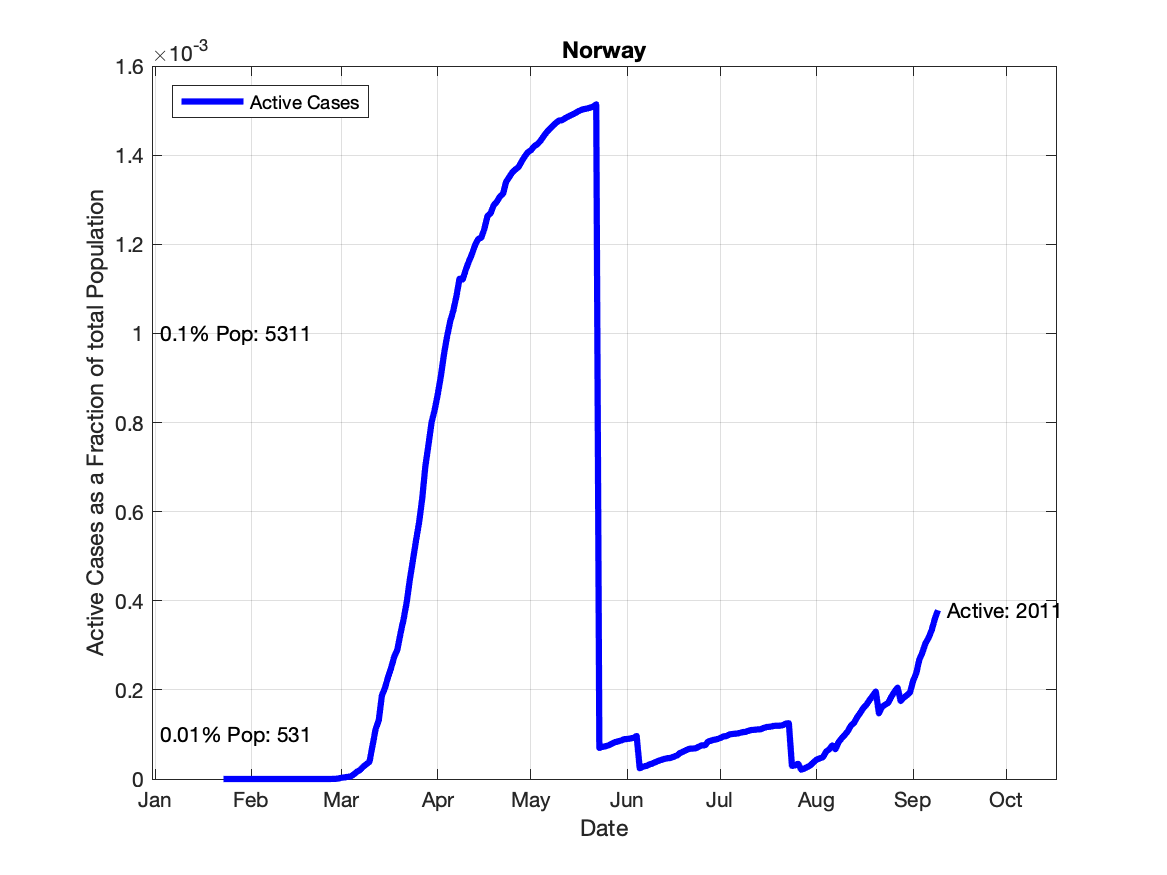 Norway
×10-3
1.6
Active Cases
1.4
1.2
1
0.1% Pop: 5311
0.8
0.6
0.4
Active: 2011
0.2
0.01% Pop: 531
0
Active Cases as a Fraction of total Population
Jan Feb Mar Apr May Jun Jul Aug Sep Oct
Date